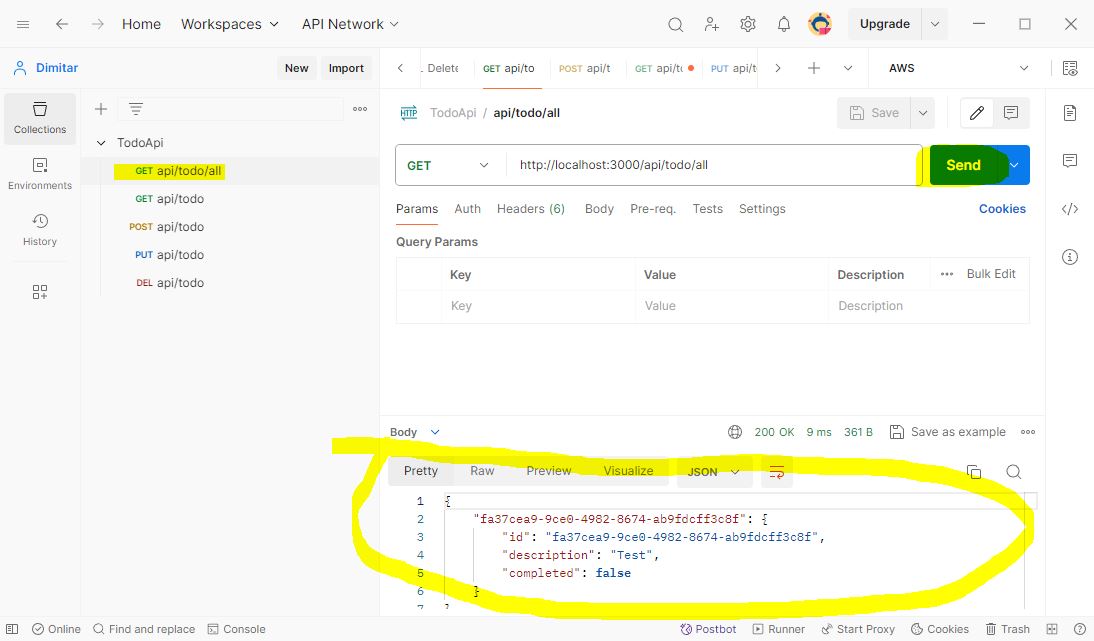 Home Workspaces API Network Upgrade
Dimitar New Import Delete GET api/to POST api/t GET api/t PUT api/t AWS
Collections
Environments
History
TodoApi
GET api/todo/all
GET api/todo
POST api/todo
PUT api/todo
DEL api/todo
HTTP TodoApi / api/todo/all Save
GET http://localhost:3000/api/todo/all Send
Params Auth Headers (6) Body Pre-req. Tests Settings Cookies
Query Params
Key Value Description Bulk Edit
Key Value Description
Body 200 OK 9 ms 361 B Save as example
Pretty Raw Preview Visualize JSON
1 {
2 "fa37cea9-9ce0-4982-8674-ab9fdcff3c8f": {
3 "id": "fa37cea9-9ce0-4982-8674-ab9fdcff3c8f",
4 "description": "Test",
5 "completed": false
6 }
7
Online Find and replace Console Postbot Runner Start Proxy Cookies Trash